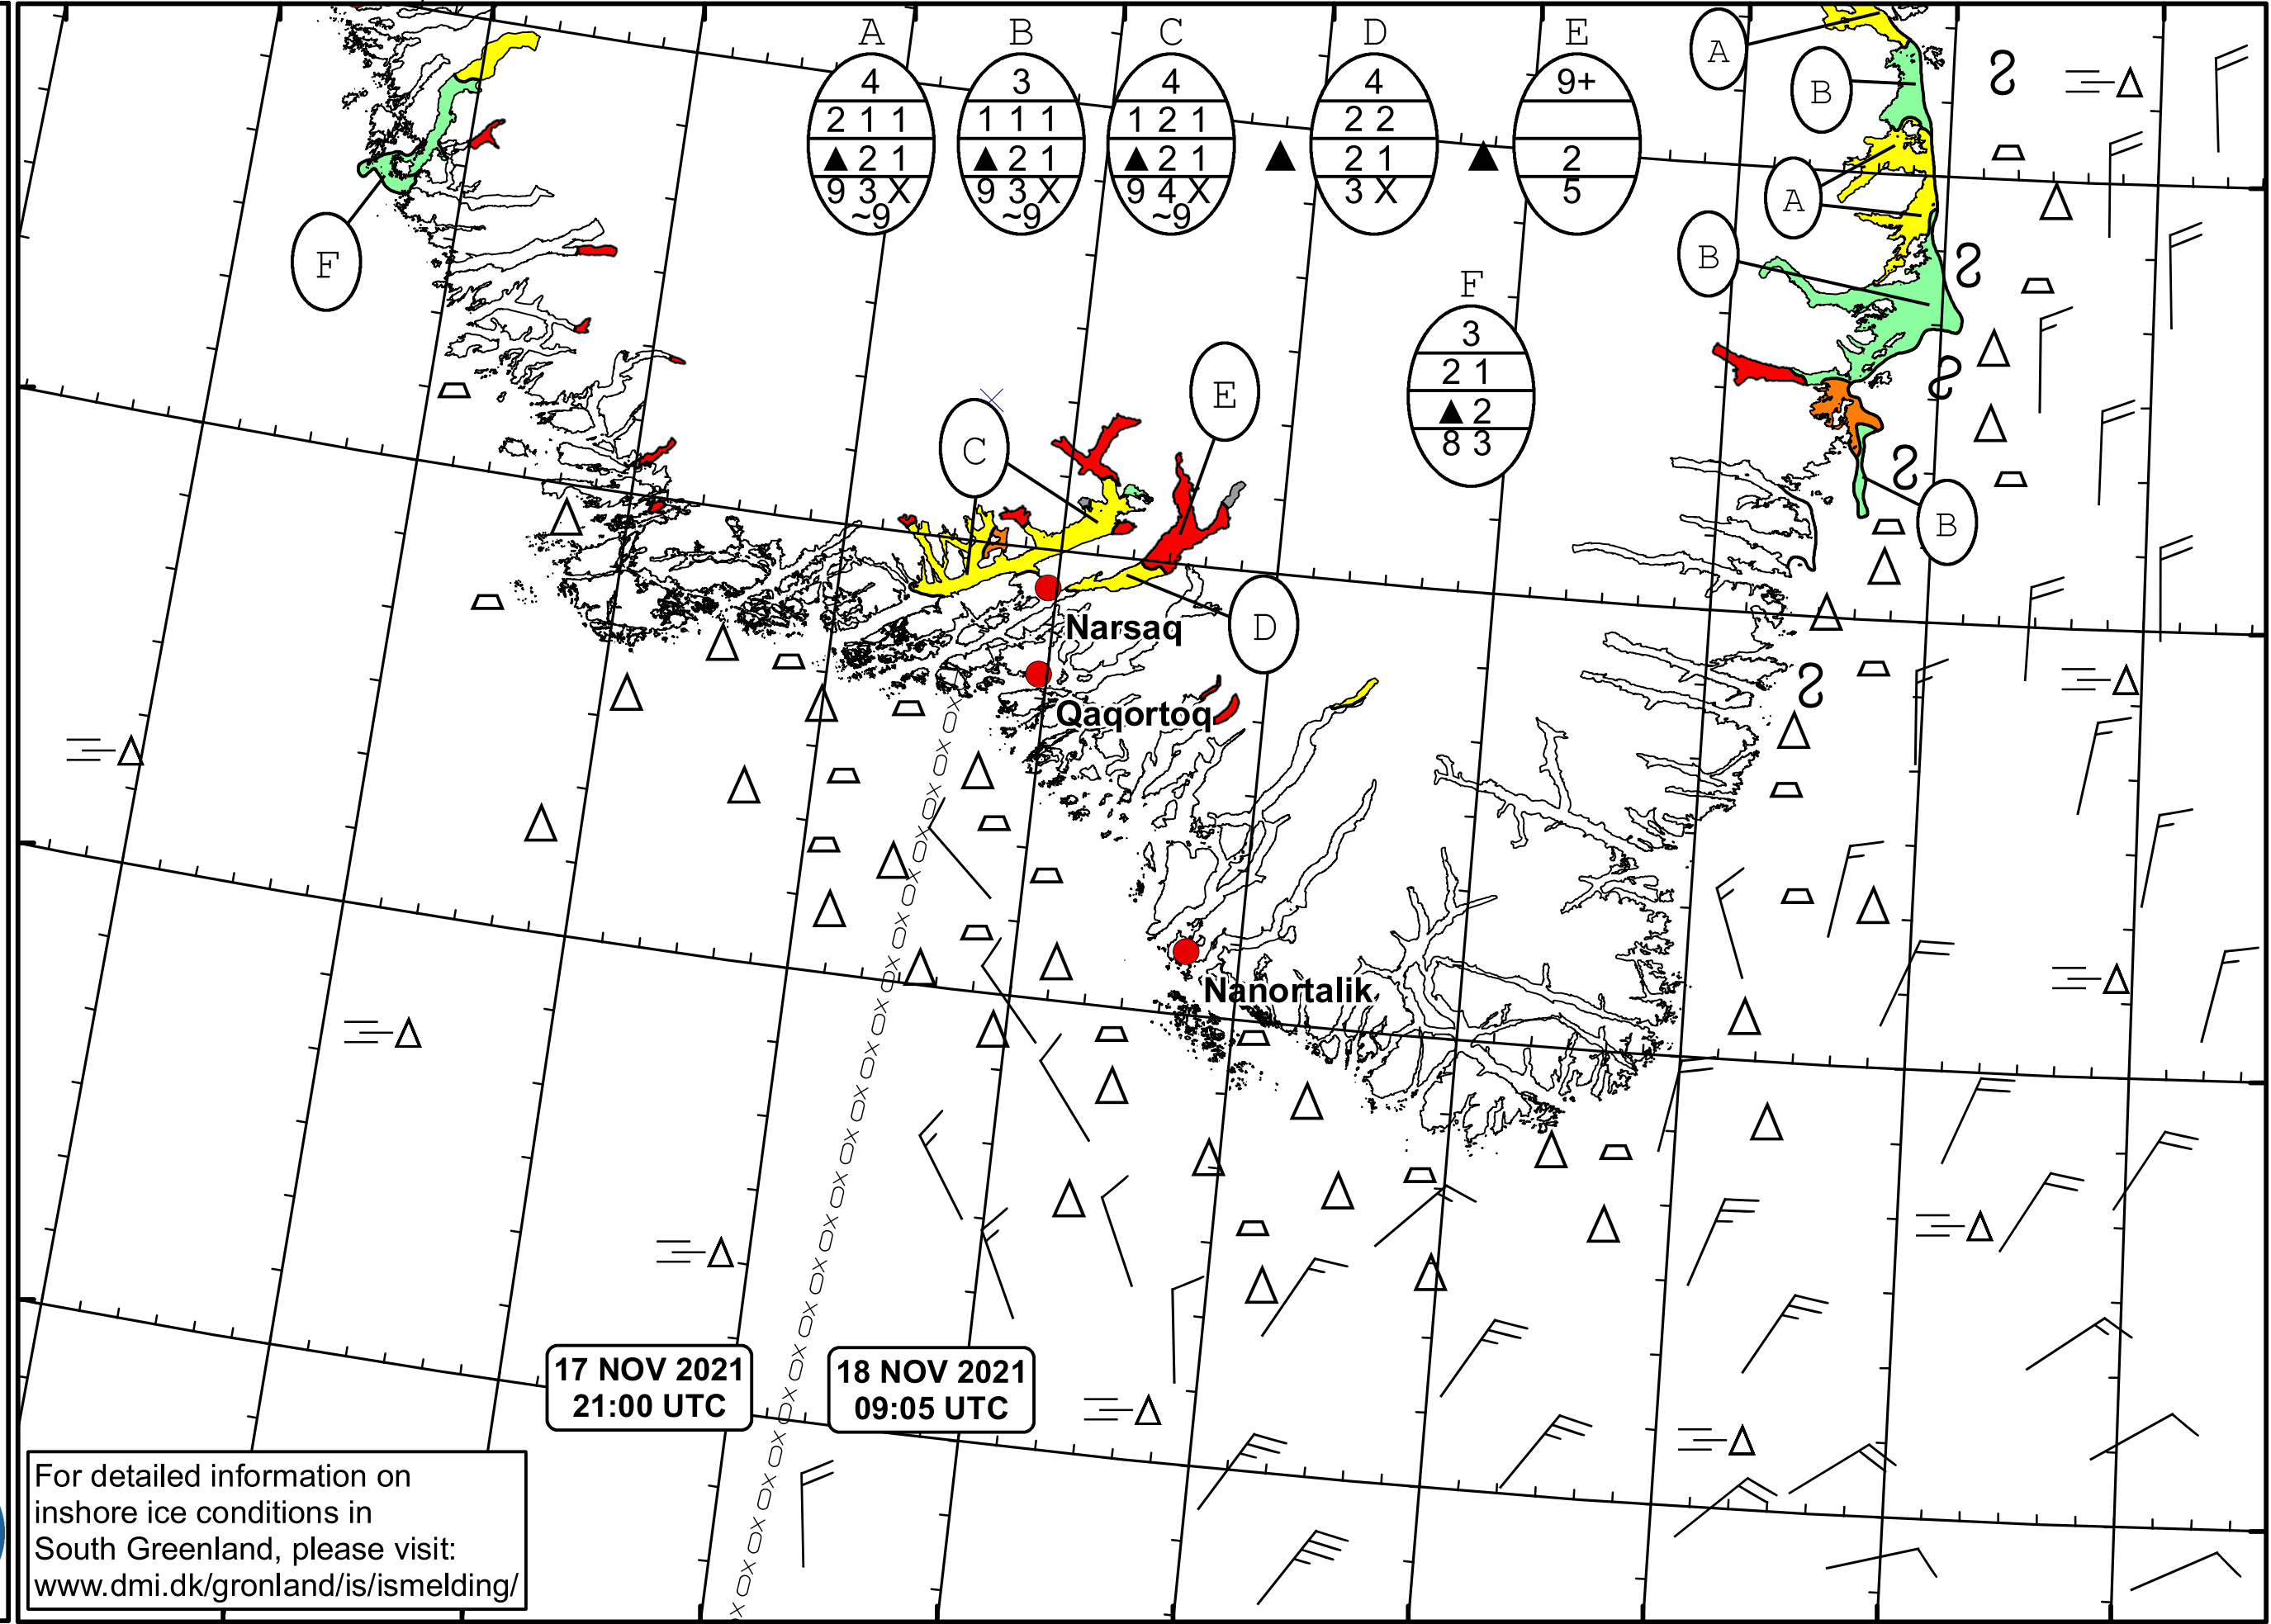 A B C D E
4 3 4 4 9+
2 1 1 1 1 1 1 2 1 2 2
▲ 2 1 ▲ 2 1 ▲ 2 1 ▲ 2 1 ▲ 2
9 3 X 9 3 X 9 4 X 3 X 5
~9 ~9 ~9
F
3
2 1
▲ 2
8 3
A
B
A
B
F
E
C
B
D
Narsaq
Qaqortoq
Nanortalik
17 NOV 2021
21:00 UTC
18 NOV 2021
09:05 UTC
For detailed information on
inshore ice conditions in
South Greenland, please visit:
www.dmi.dk/gronland/is/ismelding/